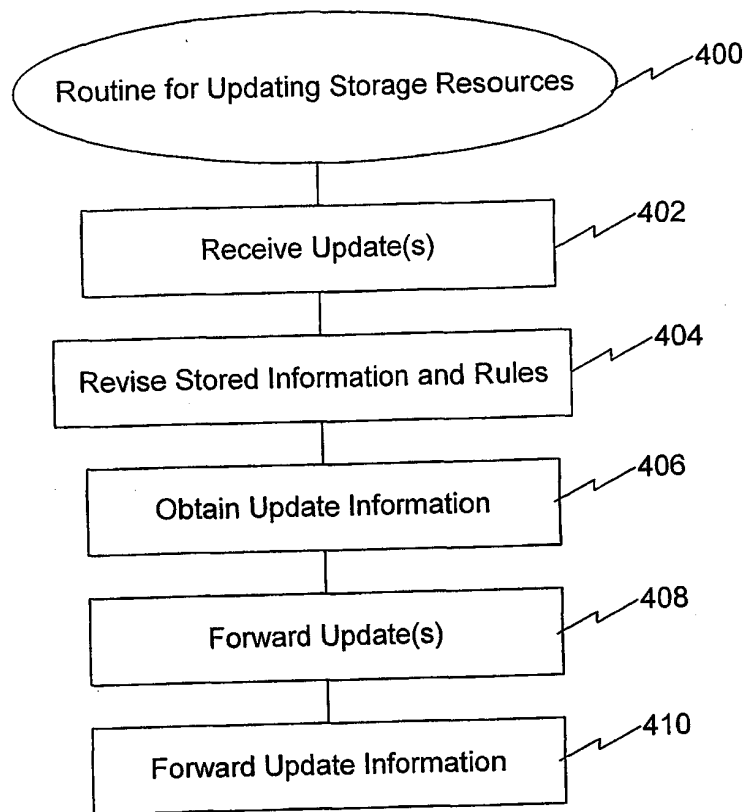 Routine for Updating Storage Resources
400
Receive Update(s)
402
Revise Stored Information and Rules
404
Obtain Update Information
406
Forward Update(s)
408
Forward Update Information
410